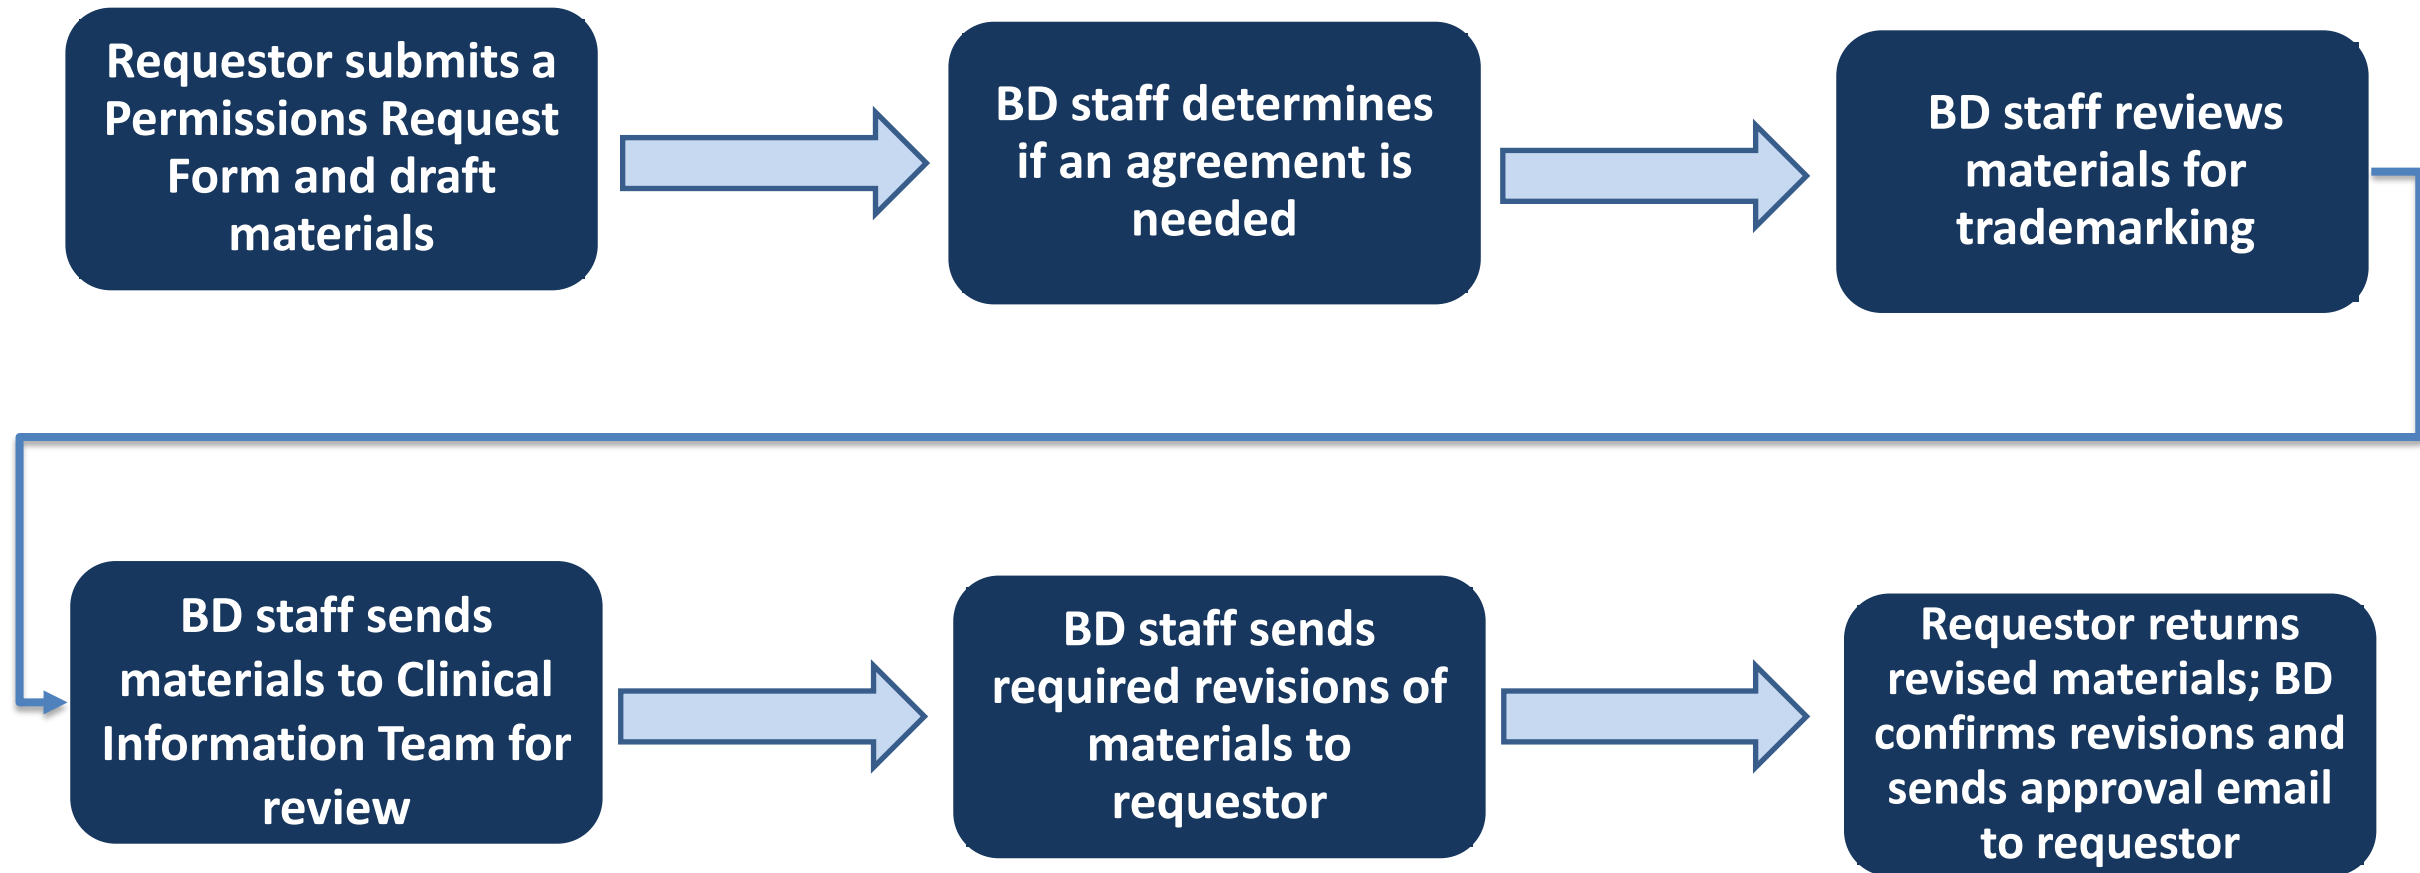 Requestor submits a
Permissions Request
Form and draft
materials
BD staff determines
if an agreement is
needed
BD staff reviews
materials for
trademarking
BD staff sends
materials to Clinical
Information Team for
review
BD staff sends
required revisions of
materials to
requestor
Requestor returns
revised materials; BD
confirms revisions and
sends approval email
to requestor